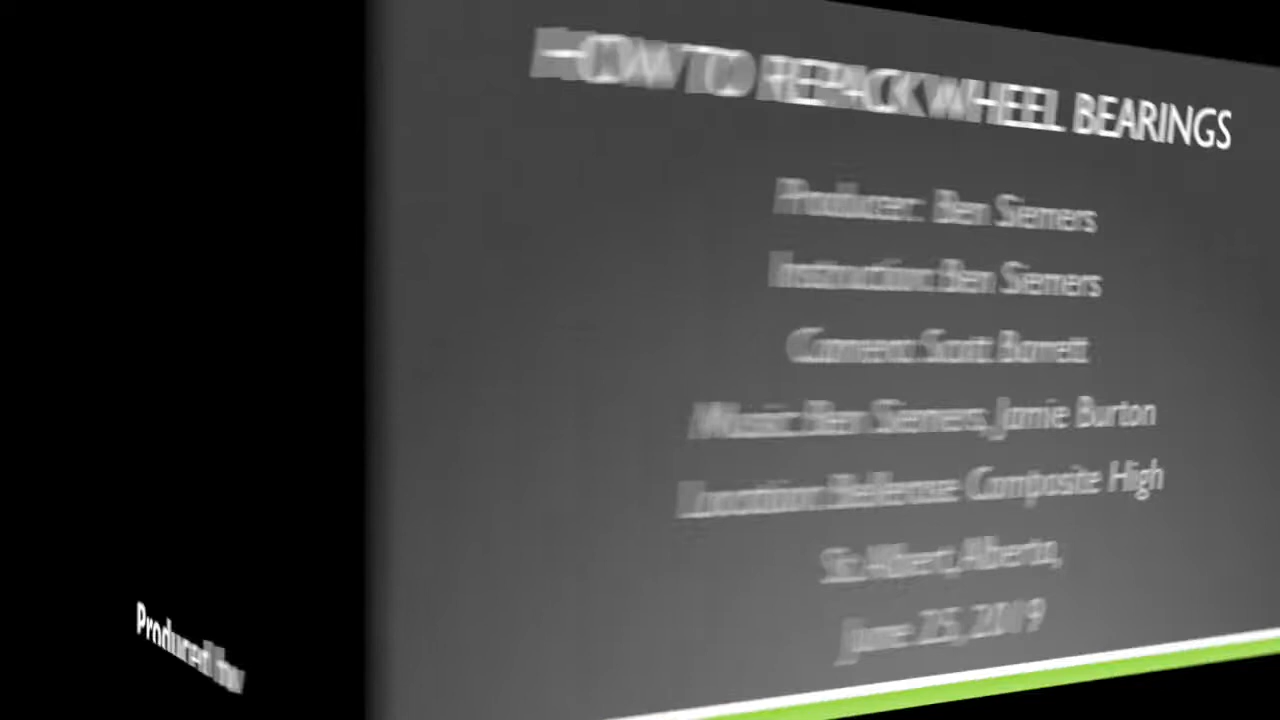 HOW TO REPACK WHEEL BEARINGS
Producer: Ben Siemers
Instruction: Ben Siemers
Camera: Scott Barrett
Music: Ben Siemers, Jamie Burton
Location: Bellerose Composite High
St. Albert, Alberta,
June 25, 2019
Produced by